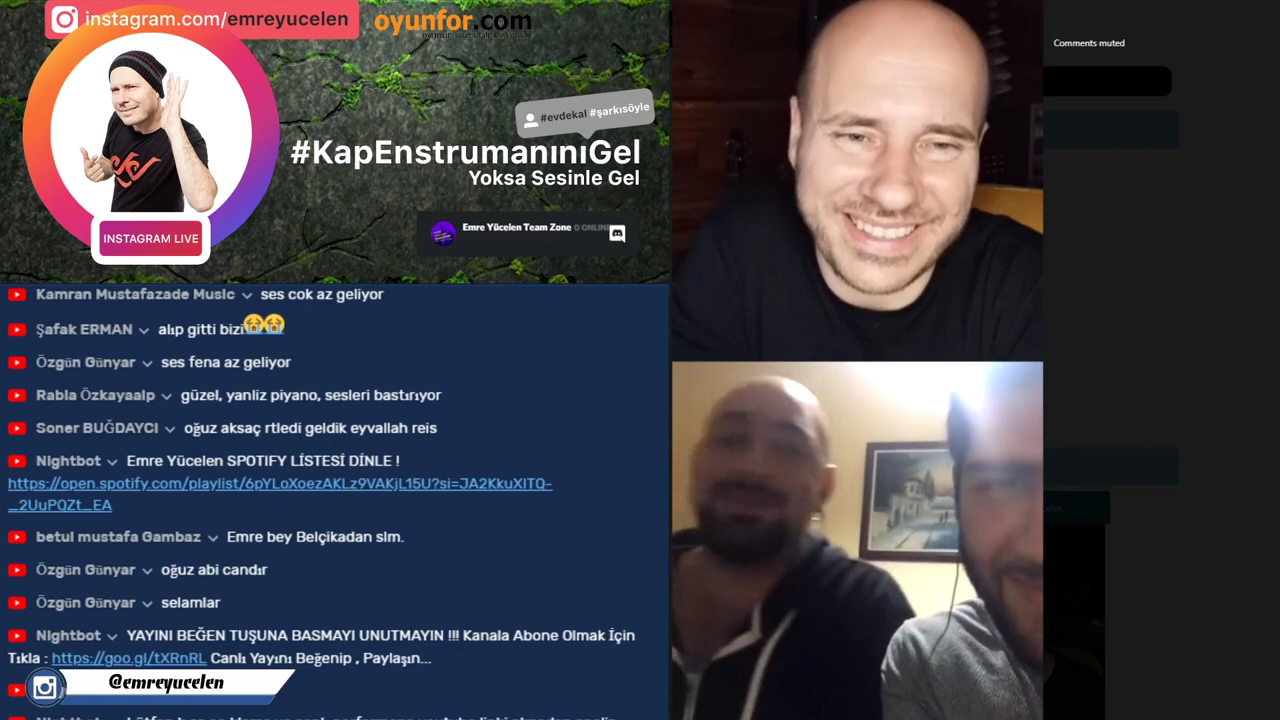 instagram.com/emreyucelen
oyunfor.com
Comments muted
#evdekal #şarkısöyle
#KapEnstrumanınıGel
Yoksa Sesinle Gel
Emre Yücelen Team Zone 0 ONLINE
INSTAGRAM LIVE
Kamran Mustafazade Music ses cok az geliyor
Şafak ERMAN alıp gitti bizi😭😭
Özgün Günyar ses fena az geliyor
Rabia Özkayaalp güzel, yanliz piyano, sesleri bastırıyor
Soner BUĞDAYCI oğuz aksaç rtledi geldik eyvallah reis
Nightbot Emre Yücelen SPOTIFY LİSTESİ DİNLE !
https://open.spotify.com/playlist/6pYLoXoezAKLz9VAKjL15U?si=JA2KkuXITQ-
_2UuPQZt_EA
betul mustafa Gambaz Emre bey Belçikadan slm.
Özgün Günyar oğuz abi candır
Özgün Günyar selamlar
Nightbot YAYINI BEĞEN TUŞUNA BASMAYI UNUTMAYIN !!! Kanala Abone Olmak İçin
Tıkla : https://goo.gl/tXRnRL Canlı Yayını Beğenip , Paylaşın...
@emreyucelen